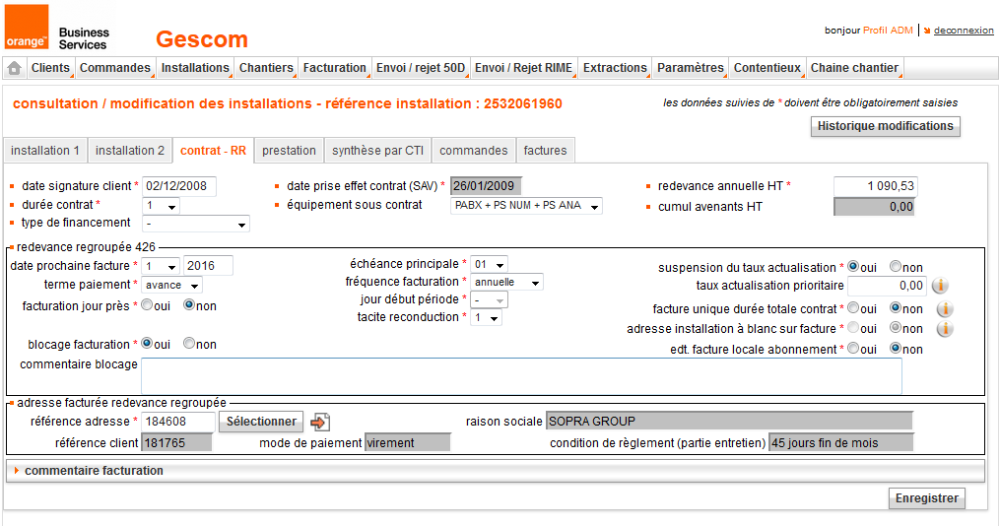 orange™ Business Services
Gescom
bonjour Profil ADM | deconnexion
Clients Commandes Installations Chantiers Facturation Envoi / rejet 50D Envoi / Rejet RIME Extractions Paramètres Contentieux Chaine chantier
consultation / modification des installations - référence installation : 2532061960
les données suivies de * doivent être obligatoirement saisies
Historique modifications
installation 1 installation 2 contrat - RR prestation synthèse par CTI commandes factures
date signature client * 02/12/2008 date prise effet contrat (SAV) * 26/01/2009 redevance annuelle HT * 1 090,53
durée contrat * 1 équipement sous contrat PABX + PS NUM + PS ANA cumul avenants HT 0,00
type de financement -
redevance regroupée 426
date prochaine facture * 1 2016 échéance principale * 01 suspension du taux actualisation * oui non
terme paiement * avance fréquence facturation * annuelle taux actualisation prioritaire 0,00
facturation jour près * oui non jour début période * - facture unique durée totale contrat * oui non
tacite reconduction * 1 adresse installation à blanc sur facture * oui non
blocage facturation * oui non edt. facture locale abonnement * oui non
commentaire blocage
adresse facturée redevance regroupée
référence adresse * 184608 Sélectionner raison sociale SOPRA GROUP
référence client 181765 mode de paiement virement condition de règlement (partie entretien) 45 jours fin de mois
commentaire facturation
Enregistrer